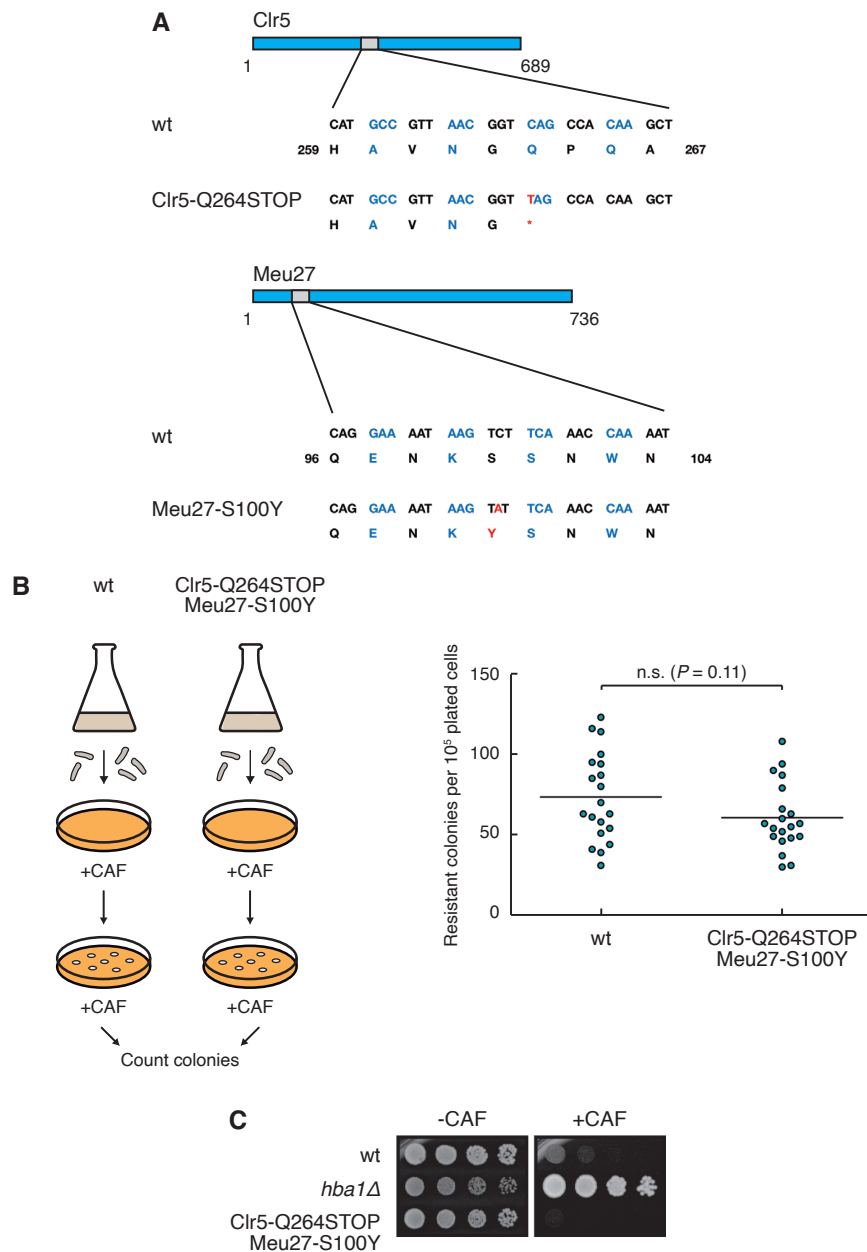 A
Clr5
1 689
wt
CAT GCC GTT AAC GGT CAG CCA CAA GCT
259 H A V N G Q P Q A 267
Clr5-Q264STOP
CAT GCC GTT AAC GGT TAG CCA CAA GCT
H A V N G *
Meu27
1 736
wt
CAG GAA AAT AAG TCT TCA AAC CAA AAT
96 Q E N K S S N W N 104
Meu27-S100Y
CAG GAA AAT AAG TAT TCA AAC CAA AAT
Q E N K Y S N W N
B
wt
Clr5-Q264STOP
Meu27-S100Y
+CAF +CAF
+CAF +CAF
Count colonies
Resistant colonies per 10⁵ plated cells
150
100
50
0
n.s. (P = 0.11)
wt
Clr5-Q264STOP
Meu27-S100Y
C
-CAF +CAF
wt
hba1Δ
Clr5-Q264STOP
Meu27-S100Y